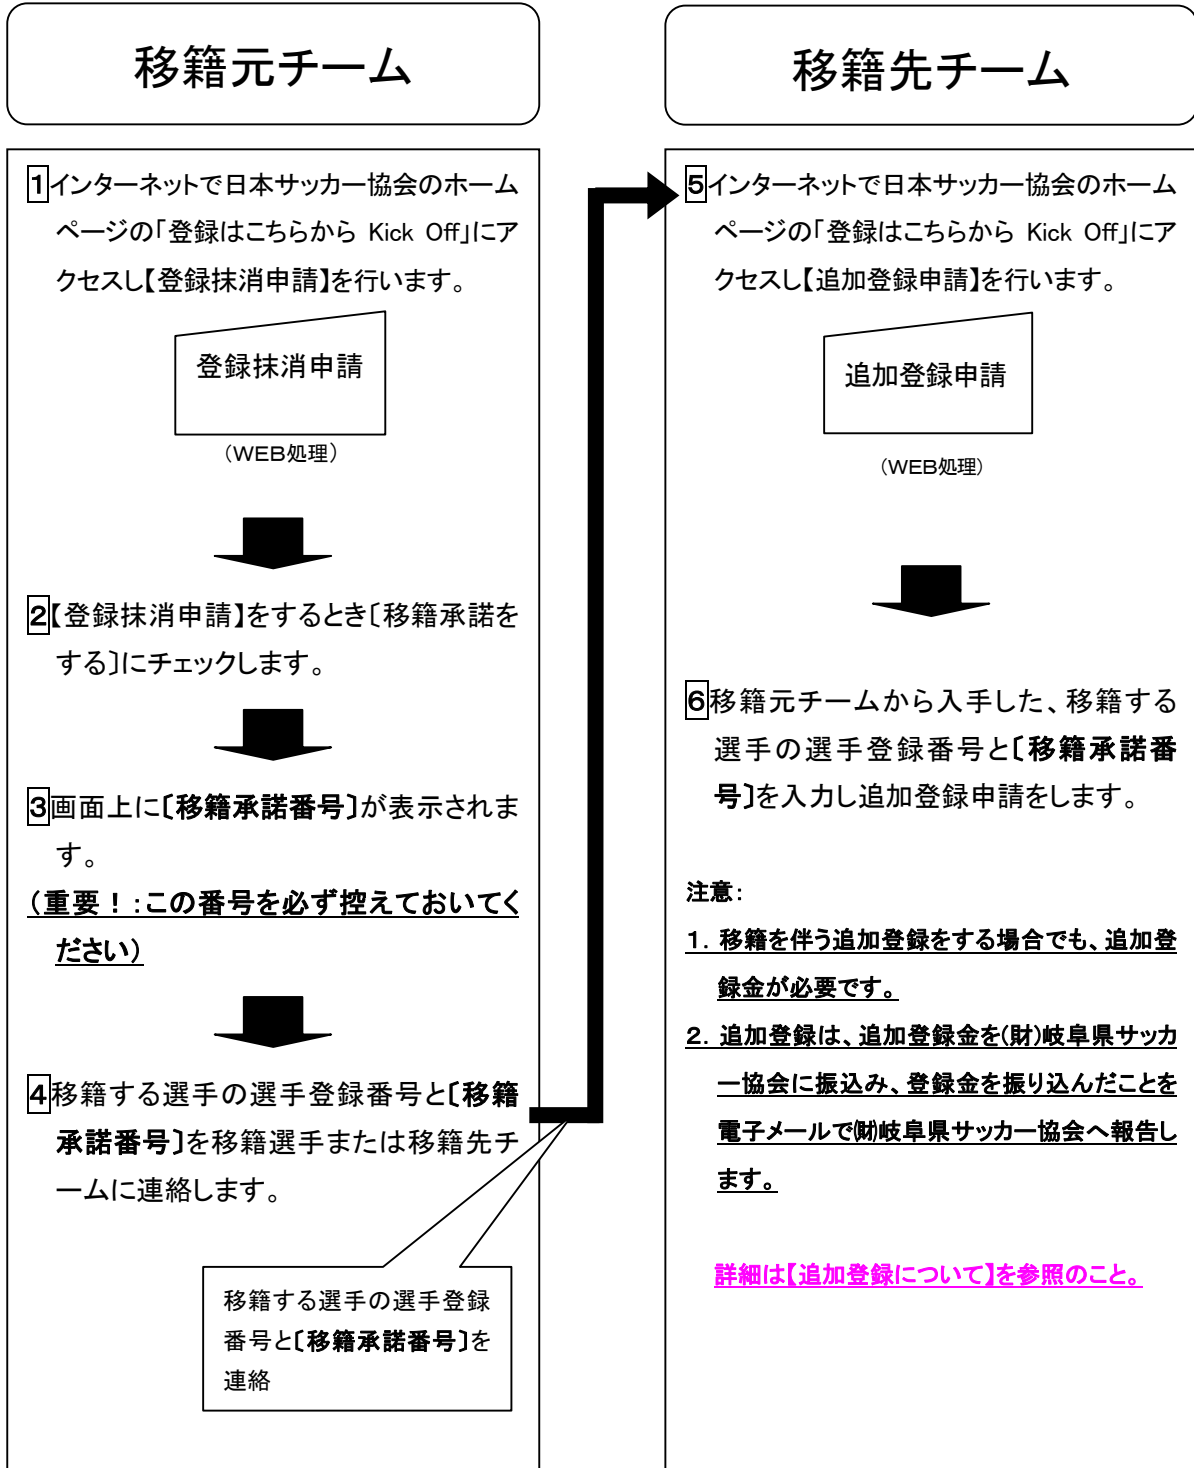 移籍元チーム
1インターネットで日本サッカー協会のホーム
ページの「登録はこちらから Kick Off」にア
クセスし【登録抹消申請】を行います。
登録抹消申請
（WEB処理）
2【登録抹消申請】をするとき〔移籍承諾を
する〕にチェックします。
3画面上に〔移籍承諾番号〕が表示されま
す。
（重要！：この番号を必ず控えておいてく
ださい）
4移籍する選手の選手登録番号と〔移籍
承諾番号〕を移籍選手または移籍先チ
ームに連絡します。
移籍する選手の選手登録
番号と〔移籍承諾番号〕を
連絡
移籍先チーム
5インターネットで日本サッカー協会のホーム
ページの「登録はこちらから Kick Off」にア
クセスし【追加登録申請】を行います。
追加登録申請
（WEB処理）
6移籍元チームから入手した、移籍する
選手の選手登録番号と〔移籍承諾番
号〕を入力し追加登録申請をします。
注意：
１．移籍を伴う追加登録をする場合でも、追加登
録金が必要です。
２．追加登録は、追加登録金を(財)岐阜県サッカ
ー協会に振込み、登録金を振り込んだことを
電子メールで㈶岐阜県サッカー協会へ報告し
ます。
詳細は【追加登録について】を参照のこと。